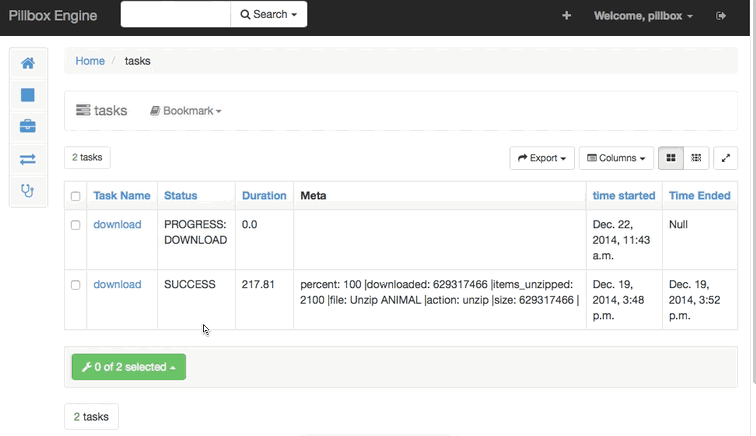 Pillbox Engine
Search
Welcome, pillbox
Home / tasks
tasks
Bookmark
2 tasks
Export
Columns
Task Name Status Duration Meta time started Time Ended
download PROGRESS: 0.0 Dec. 22, Null
DOWNLOAD 2014, 11:43
a.m.
download SUCCESS 217.81 percent: 100 |downloaded: 629317466 |items_unzipped: Dec. 19, Dec. 19,
2100 |file: Unzip ANIMAL |action: unzip |size: 629317466 | 2014, 3:48 2014, 3:52
p.m. p.m.
0 of 2 selected
2 tasks